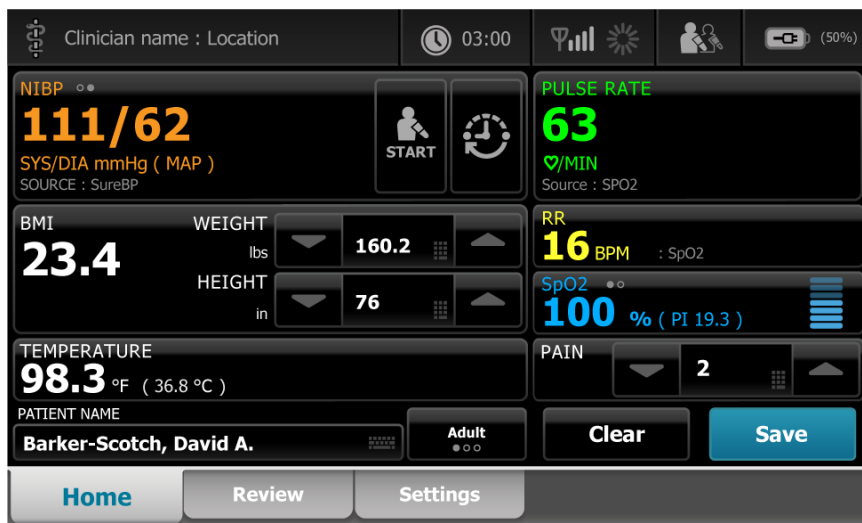 Clinician name : Location
03:00
(50%)
NIBP
111/62
SYS/DIA mmHg ( MAP )
SOURCE : SureBP
START
PULSE RATE
63
♡/MIN
Source : SPO2
BMI
23.4
WEIGHT
lbs
160.2
HEIGHT
in
76
RR
16 BPM : SpO2
SpO2
100 % ( PI 19.3 )
TEMPERATURE
98.3 °F ( 36.8 °C )
PAIN
2
PATIENT NAME
Barker-Scotch, David A.
Adult
Clear
Save
Home
Review
Settings